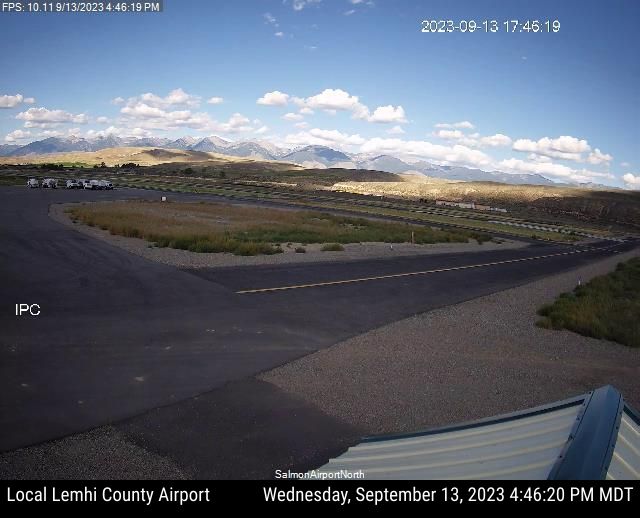 FPS: 10.11 9/13/2023 4:46:19 PM
2023-09-13 17:46:19
IPC
SalmonAirportNorth
Local Lemhi County Airport Wednesday, September 13, 2023 4:46:20 PM MDT